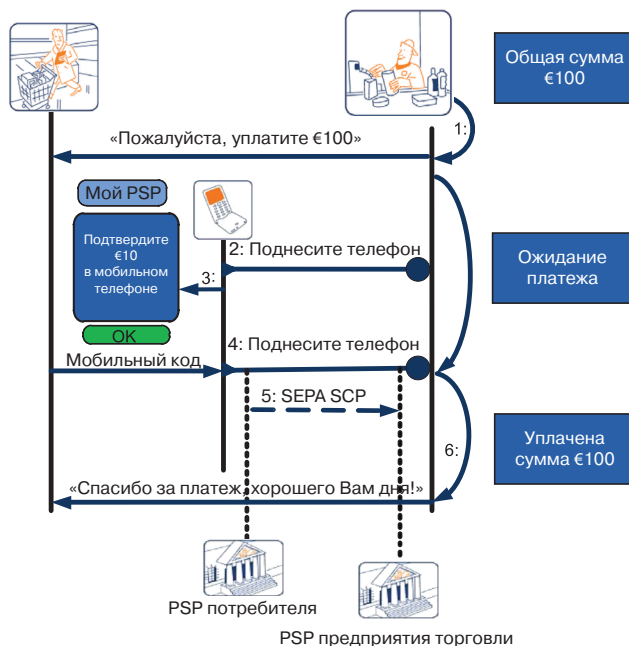 Общая сумма
€100
1:
«Пожалуйста, уплатите €100»
Мой PSP
Подтвердите
€10
в мобильном
телефоне
OK
2: Поднесите телефон
3:
Ожидание
платежа
4: Поднесите телефон
Мобильный код
5: SEPA SCP
6:
Уплачена
сумма €100
«Спасибо за платеж, хорошего Вам дня!»
PSP потребителя
PSP предприятия торговли